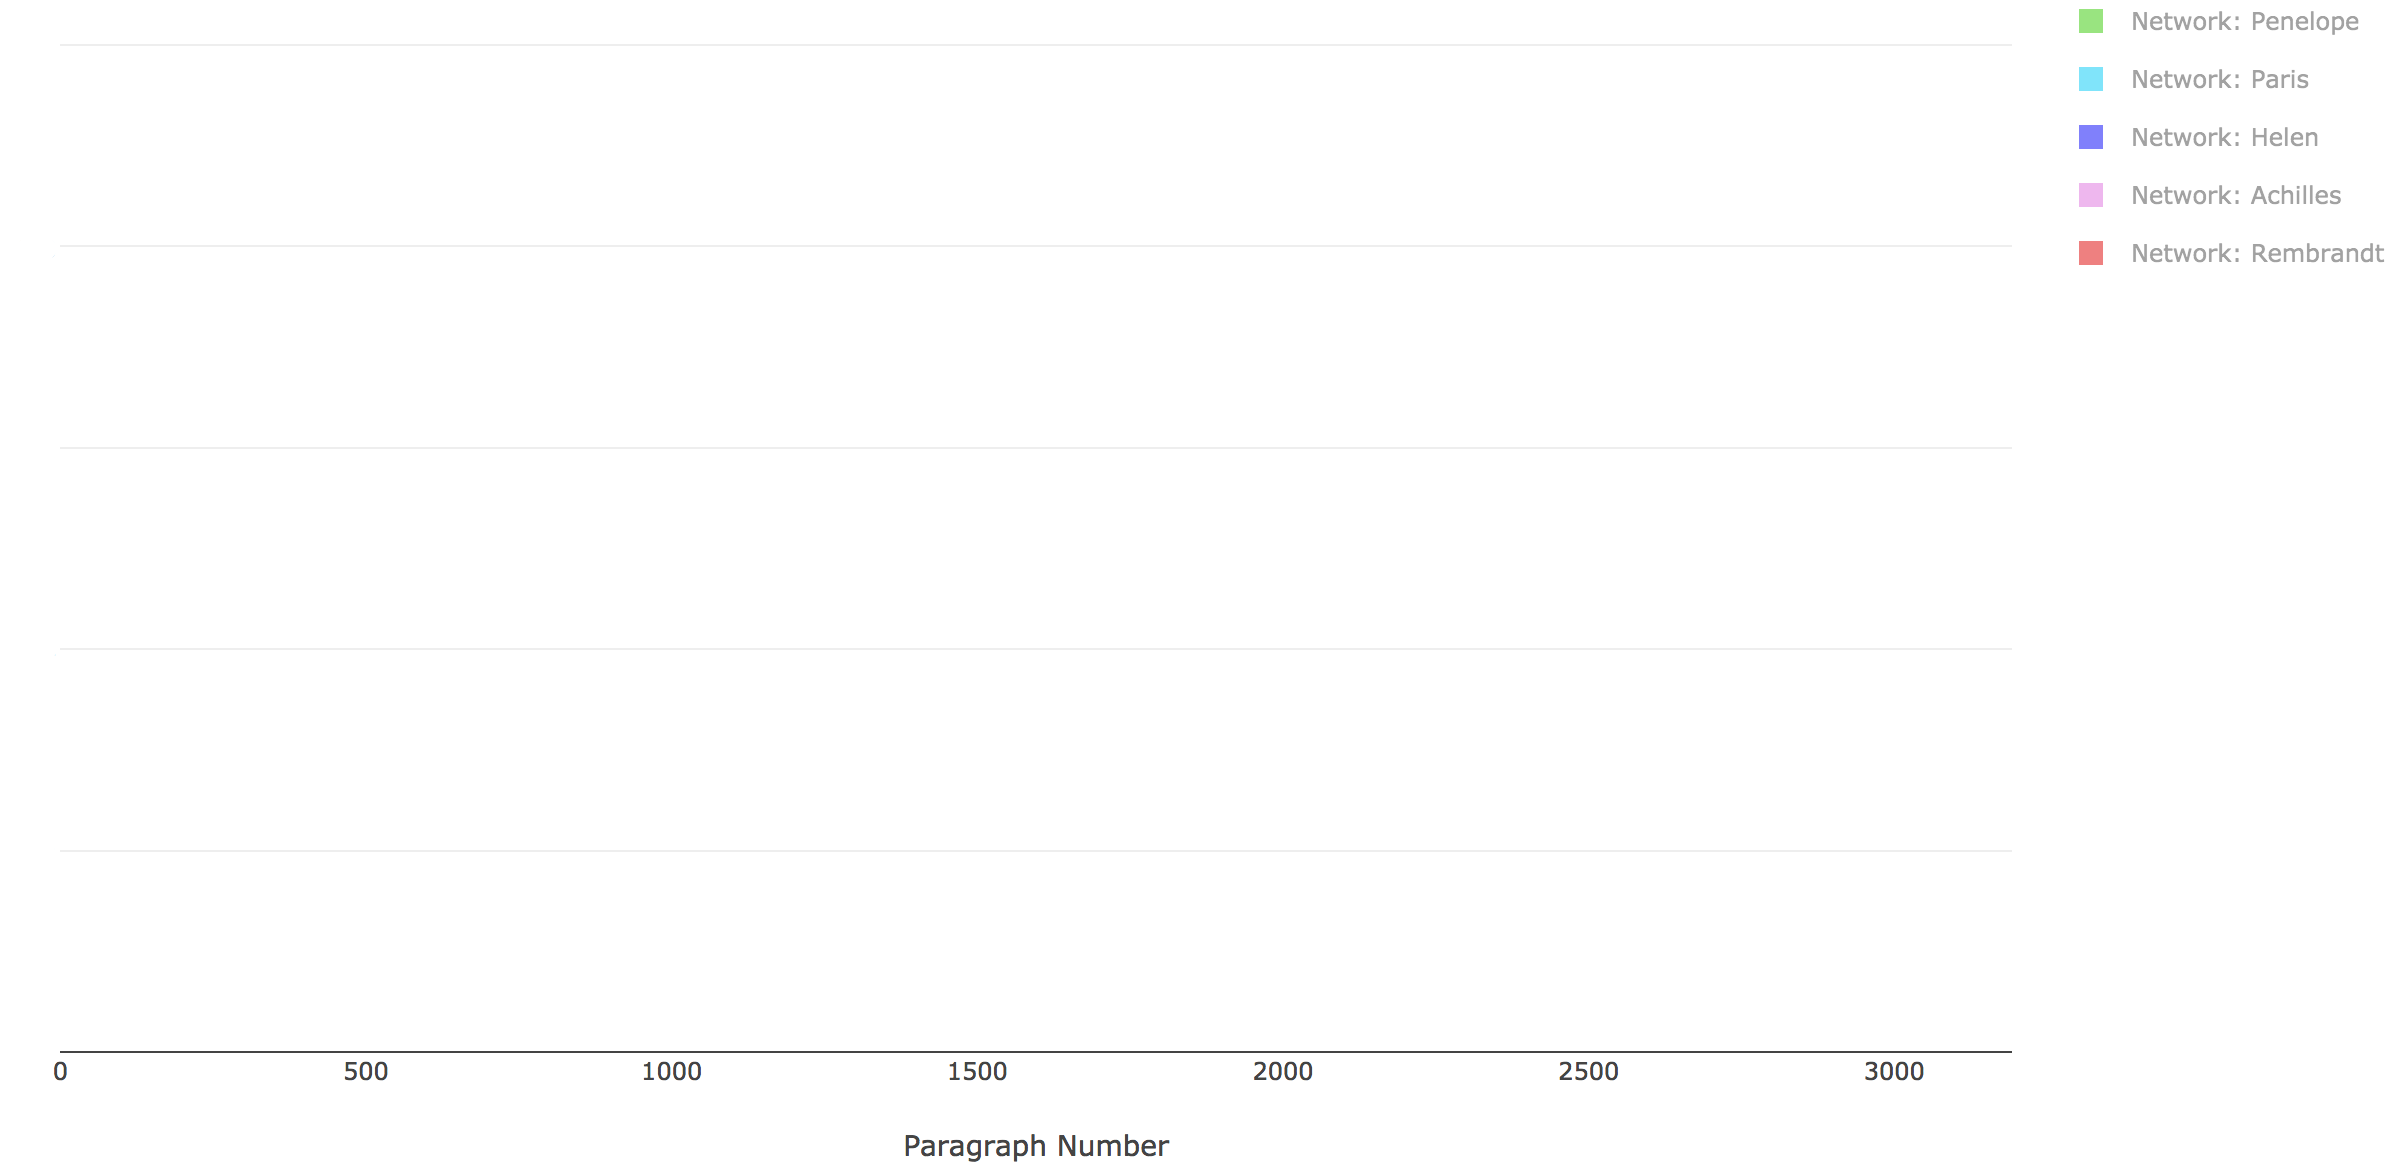 Network: Penelope
Network: Paris
Network: Helen
Network: Achilles
Network: Rembrandt
0 500 1000 1500 2000 2500 3000
Paragraph Number